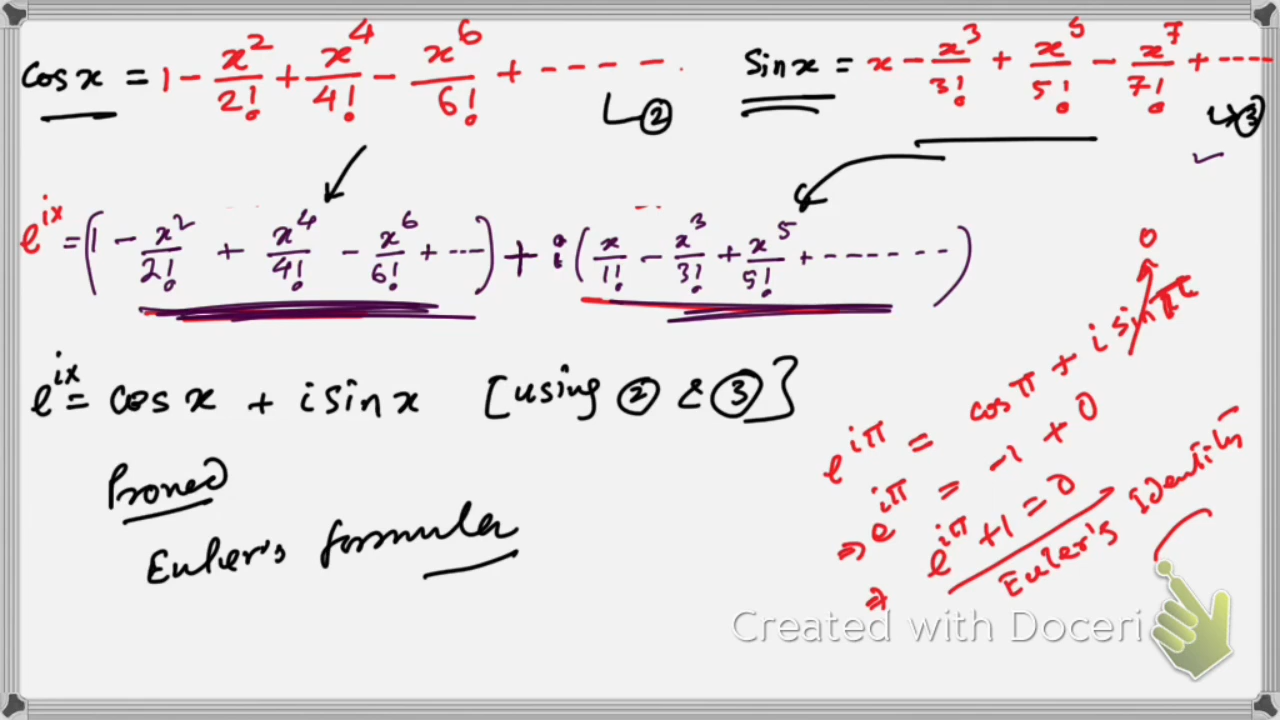 cos x = 1 - x²/2! + x⁴/4! - x⁶/6! + ----- . ↳ ②
Sin x = x - x³/3! + x⁵/5! - x⁷/7! + ---- ↳ ③
e^{ix} = (1 - x²/2! + x⁴/4! - x⁶/6! + ----) + i(x/1! - x³/3! + x⁵/5! + -------)
e^{ix} = cos x + i sin x [using ② & ③]
Proved
Euler's formula
e^{iπ} = cos π + i sin π → 0
⇒ e^{iπ} = -1 + 0
⇒ e^{iπ} + 1 = 0
Euler's identity
Created with Doceri